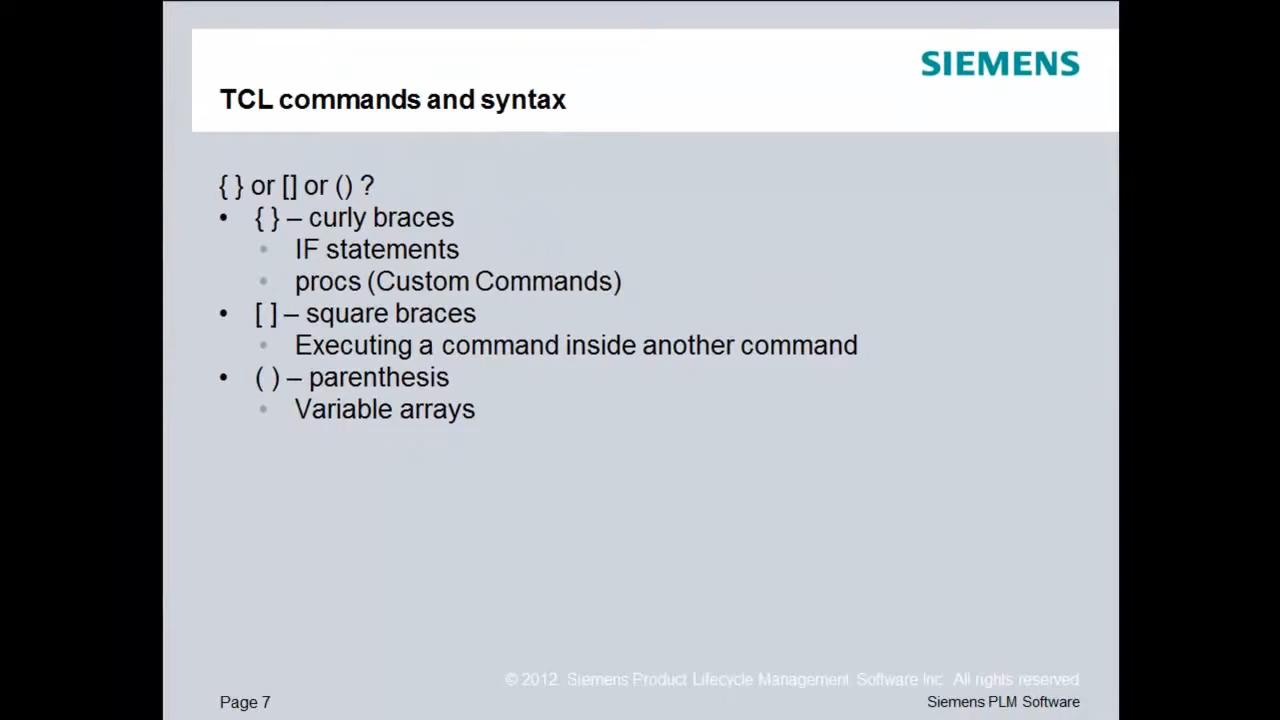 SIEMENS
TCL commands and syntax
{ } or [] or () ?
• { } – curly braces
• IF statements
• procs (Custom Commands)
• [ ] – square braces
• Executing a command inside another command
• ( ) – parenthesis
• Variable arrays
© 2012. Siemens Product Lifecycle Management Software Inc. All rights reserved
Page 7
Siemens PLM Software